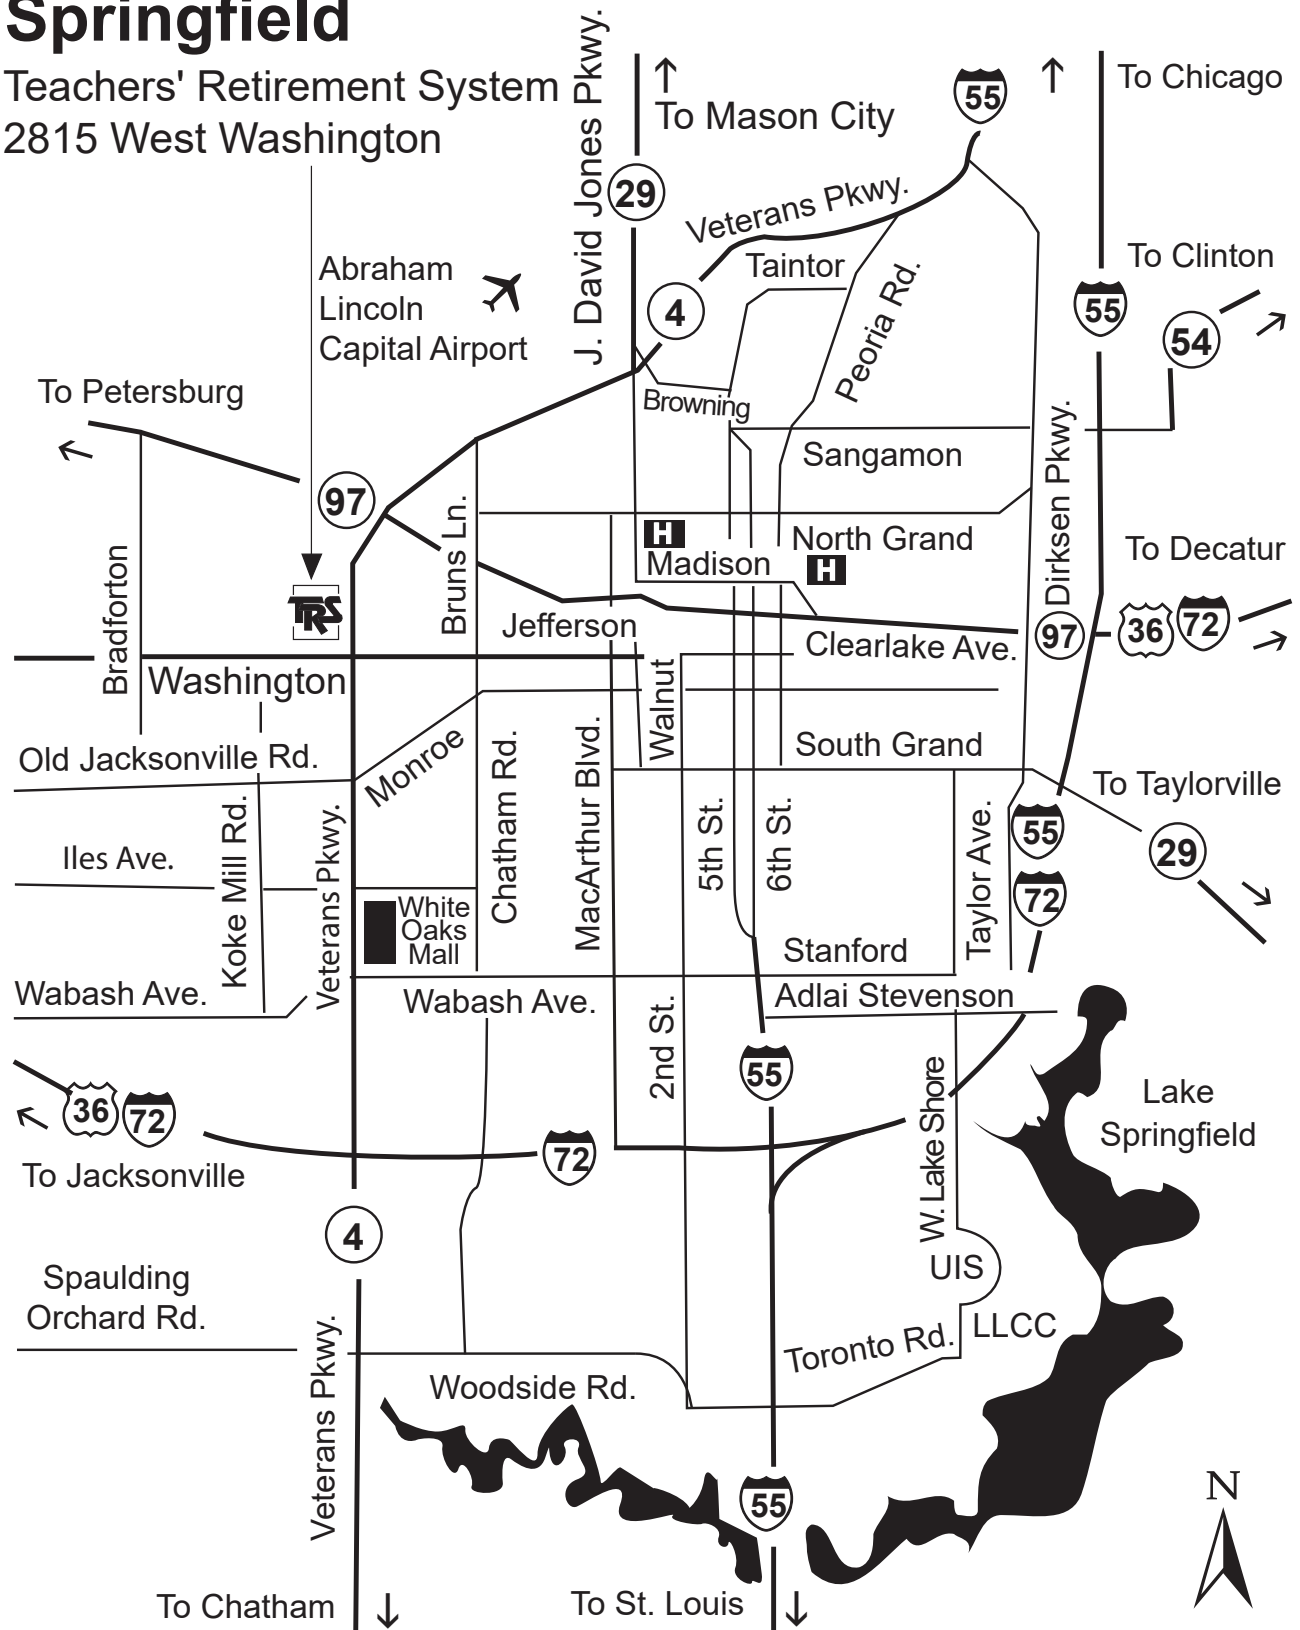 Springfield
Teachers' Retirement System
2815 West Washington
J. David Jones Pkwy.
To Mason City
55
To Chicago
29
Veterans Pkwy.
Taintor
4
Peoria Rd.
To Clinton
55
54
Abraham
Lincoln
Capital Airport
To Petersburg
Browning
Sangamon
Dirksen Pkwy.
97
Bruns Ln.
H
Madison
North Grand
H
To Decatur
Bradforton
TRS
Jefferson
Clearlake Ave.
97
36
72
Washington
Walnut
Old Jacksonville Rd.
Monroe
South Grand
To Taylorville
Koke Mill Rd.
Veterans Pkwy.
Chatham Rd.
MacArthur Blvd.
5th St.
6th St.
Taylor Ave.
55
29
Iles Ave.
72
White
Oaks
Mall
Stanford
Wabash Ave.
Wabash Ave.
Adlai Stevenson
2nd St.
55
W. Lake Shore
Lake
Springfield
36
72
72
To Jacksonville
4
UIS
Spaulding
Orchard Rd.
LLCC
Toronto Rd.
Veterans Pkwy.
Woodside Rd.
55
N
To Chatham
To St. Louis